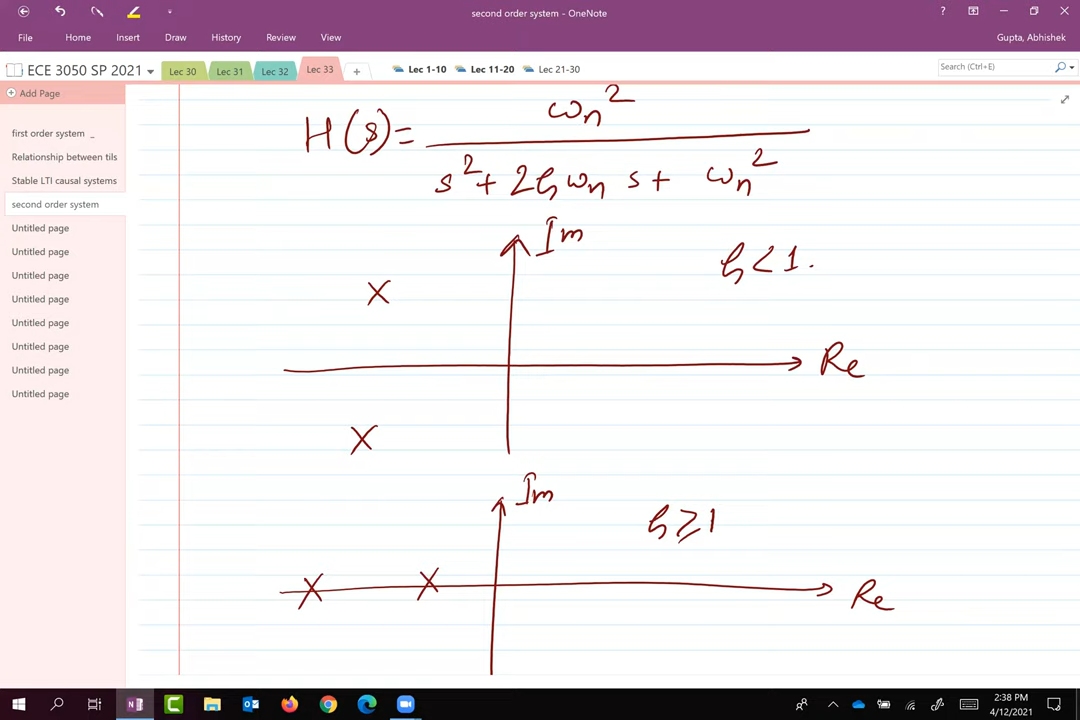 second order system - OneNote
Gupta, Abhishek
File Home Insert Draw History Review View
ECE 3050 SP 2021
Lec 30 Lec 31 Lec 32 Lec 33 Lec 1-10 Lec 11-20 Lec 21-30
Search (Ctrl+E)
Add Page
first order system _
Relationship between tils
Stable LTI causal systems
second order system
Untitled page
Untitled page
Untitled page
Untitled page
Untitled page
Untitled page
Untitled page
Untitled page
H(s)= ωn²
s² + 2ζωn s + ωn²
Im
ζ < 1.
X
Re
X
Im
ζ ≥ 1
X X
Re
2:38 PM
4/12/2021